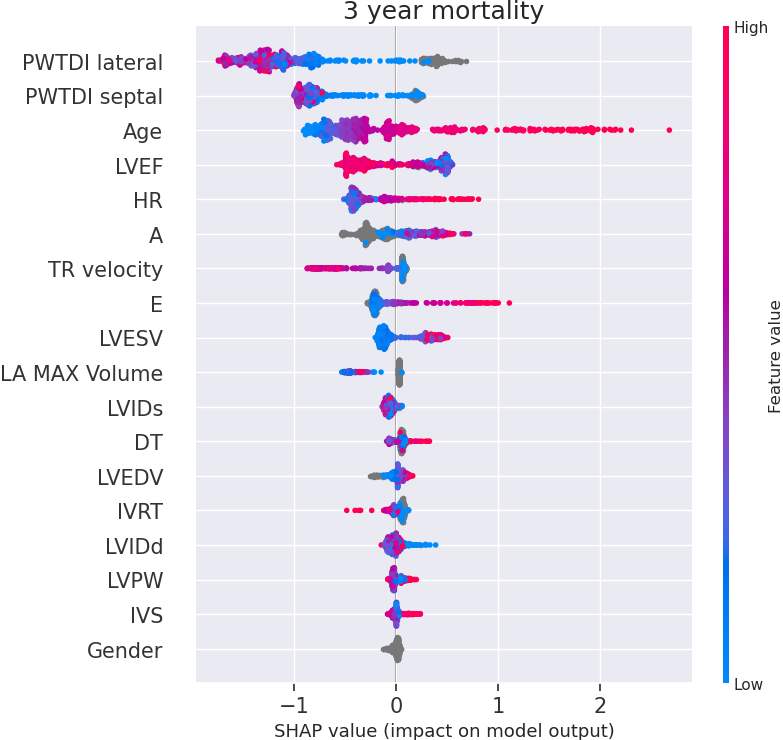 3 year mortality
High
PWTDI lateral
PWTDI septal
Age
LVEF
HR
A
TR velocity
E
LVESV
LA MAX Volume
LVIDs
DT
LVEDV
IVRT
LVIDd
LVPW
IVS
Gender
Feature value
Low
−1
0
1
2
SHAP value (impact on model output)